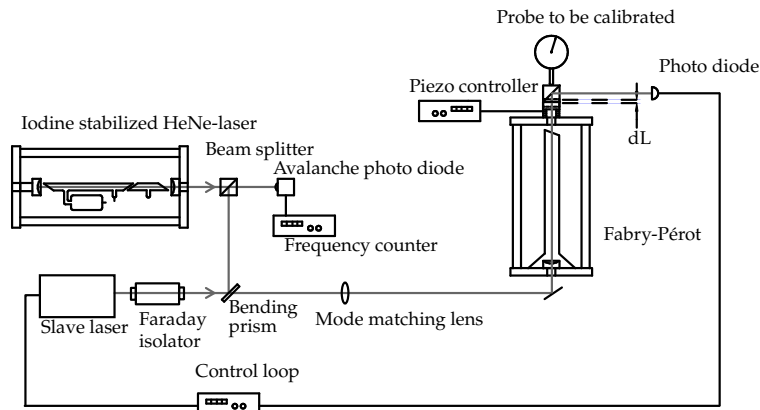 Probe to be calibrated
Photo diode
Piezo controller
dL
Iodine stabilized HeNe-laser
Beam splitter
Avalanche photo diode
Frequency counter
Fabry-Pérot
Slave laser
Faraday
isolator
Bending
prism
Mode matching lens
Control loop